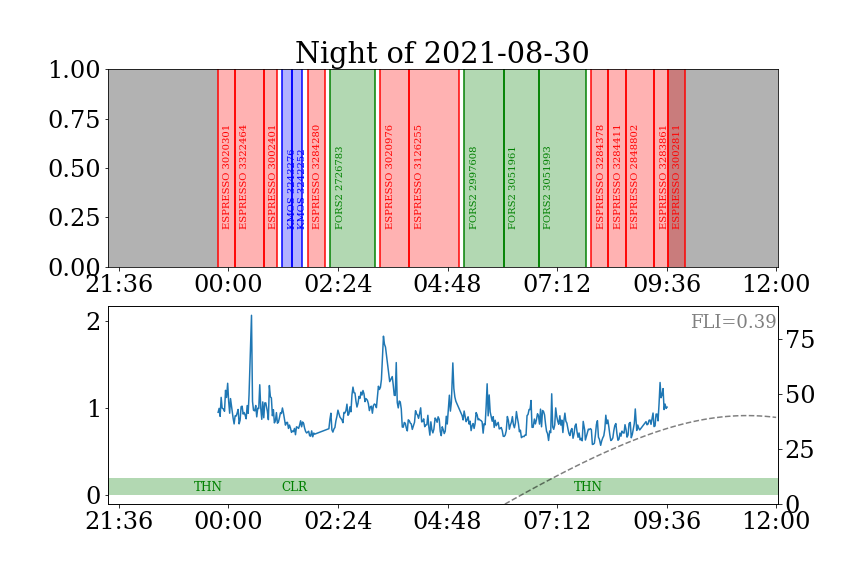 Night of 2021-08-30
1.00
0.75
0.50
0.25
0.00
ESPRESSO 3020301
ESPRESSO 3322464
ESPRESSO 3002401
KMOS 3243276
KMOS 3242252
ESPRESSO 3284280
FORS2 2726783
ESPRESSO 3020976
ESPRESSO 3126255
FORS2 2997608
FORS2 3051961
FORS2 3051993
ESPRESSO 3284378
ESPRESSO 3284411
ESPRESSO 2848802
ESPRESSO 3283861
ESPRESSO 3002811
21:36 00:00 02:24 04:48 07:12 09:36 12:00
FLI=0.39
2
1
0
75
50
25
0
THN CLR THN
21:36 00:00 02:24 04:48 07:12 09:36 12:00